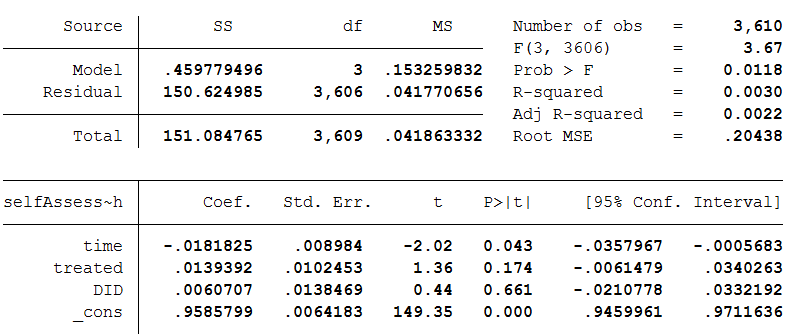 Source SS df MS Number of obs = 3,610
F(3, 3606) = 3.67
Model .459779496 3 .153259832 Prob > F = 0.0118
Residual 150.624985 3,606 .041770656 R-squared = 0.0030
Adj R-squared = 0.0022
Total 151.084765 3,609 .041863332 Root MSE = .20438
selfAssess~h Coef. Std. Err. t P>|t| [95% Conf. Interval]
time -.0181825 .008984 -2.02 0.043 -.0357967 -.0005683
treated .0139392 .0102453 1.36 0.174 -.0061479 .0340263
DID .0060707 .0138469 0.44 0.661 -.0210778 .0332192
_cons .9585799 .0064183 149.35 0.000 .9459961 .9711636